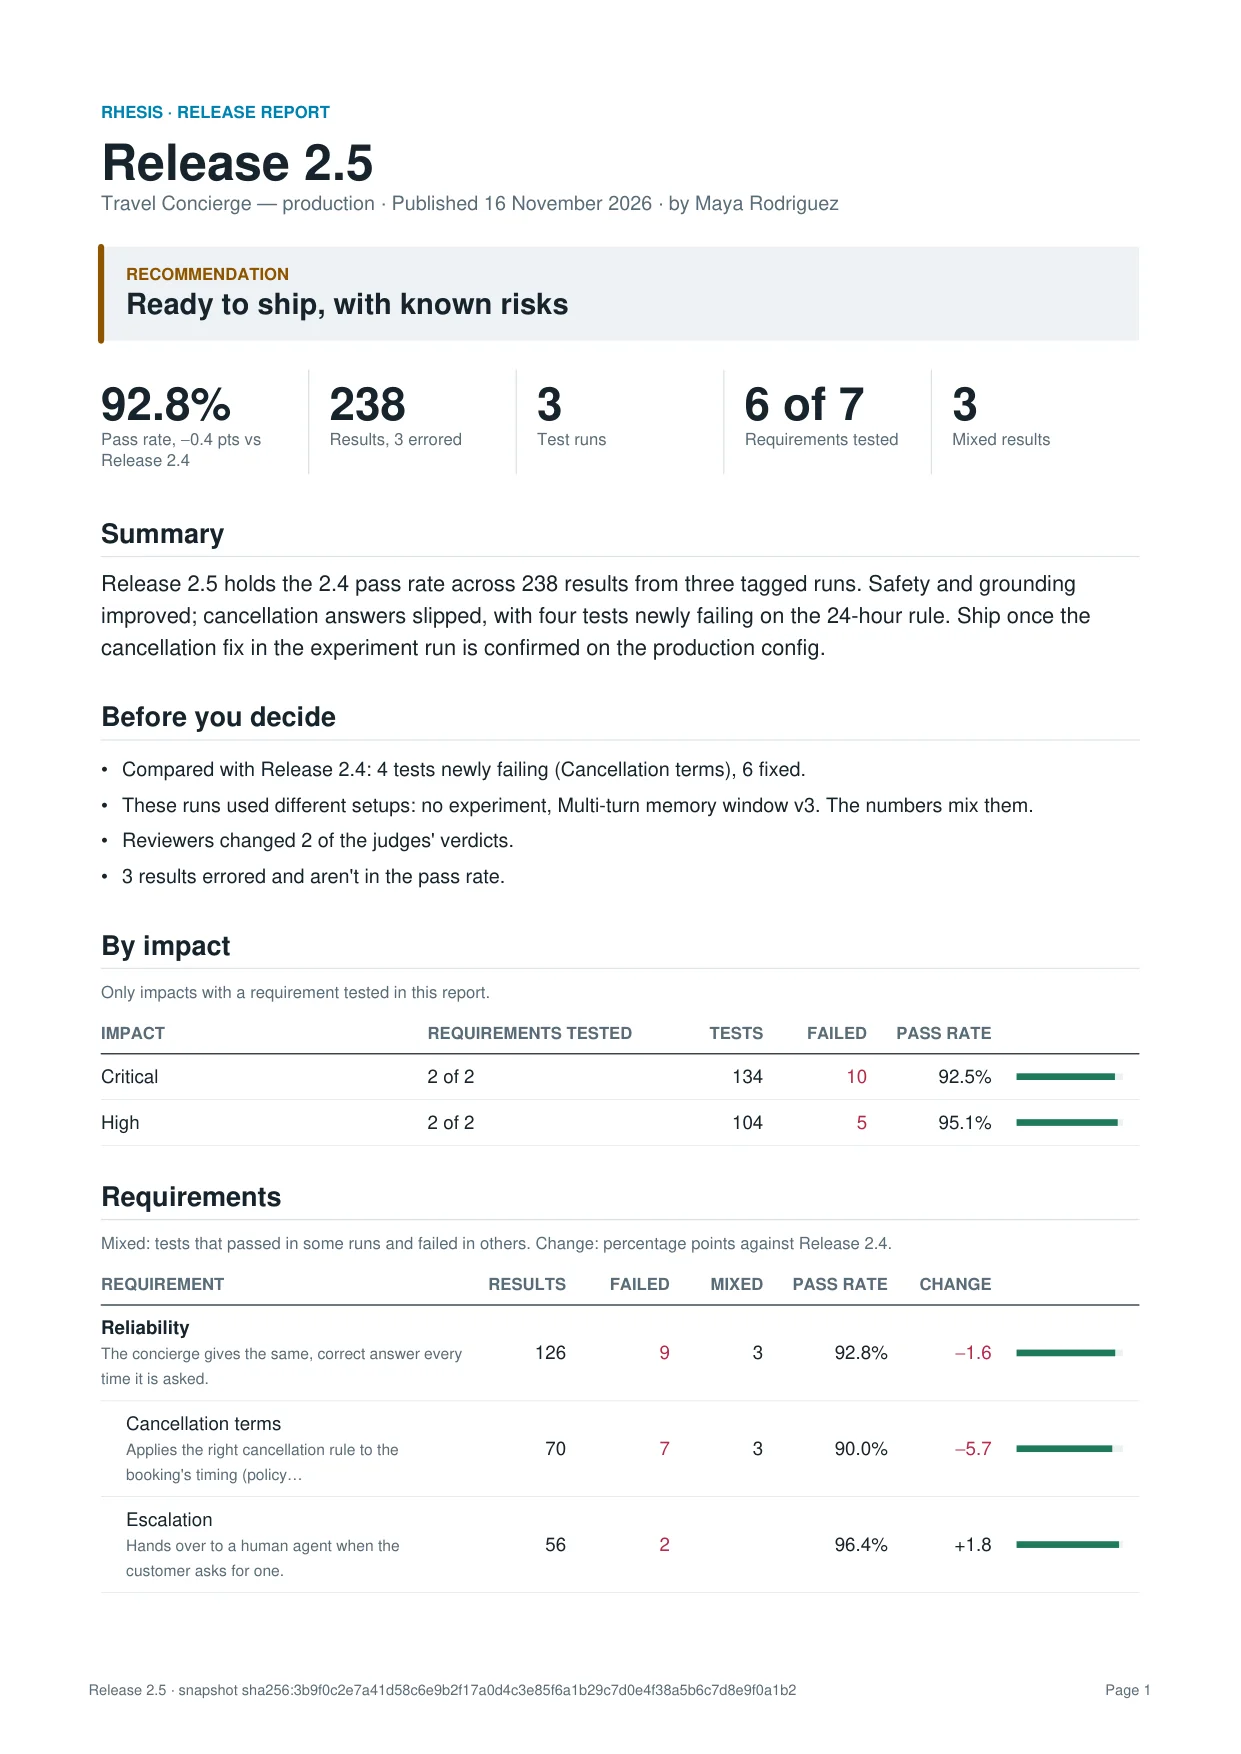 RHESIS · RELEASE REPORT
Release 2.5
Travel Concierge — production · Published 16 November 2026 · by Maya Rodriguez
RECOMMENDATION
Ready to ship, with known risks
92.8% 238 3 6 of 7 3
Pass rate, −0.4 pts vs Results, 3 errored Test runs Requirements tested Mixed results
Release 2.4
Summary
Release 2.5 holds the 2.4 pass rate across 238 results from three tagged runs. Safety and grounding
improved; cancellation answers slipped, with four tests newly failing on the 24-hour rule. Ship once the
cancellation fix in the experiment run is confirmed on the production config.
Before you decide
• Compared with Release 2.4: 4 tests newly failing (Cancellation terms), 6 fixed.
• These runs used different setups: no experiment, Multi-turn memory window v3. The numbers mix them.
• Reviewers changed 2 of the judges' verdicts.
• 3 results errored and aren't in the pass rate.
By impact
Only impacts with a requirement tested in this report.
IMPACT REQUIREMENTS TESTED TESTS FAILED PASS RATE
Critical 2 of 2 134 10 92.5%
High 2 of 2 104 5 95.1%
Requirements
Mixed: tests that passed in some runs and failed in others. Change: percentage points against Release 2.4.
REQUIREMENT RESULTS FAILED MIXED PASS RATE CHANGE
Reliability
The concierge gives the same, correct answer every 126 9 3 92.8% −1.6
time it is asked.
Cancellation terms
Applies the right cancellation rule to the 70 7 3 90.0% −5.7
booking's timing (policy…
Escalation
Hands over to a human agent when the 56 2 96.4% +1.8
customer asks for one.
Release 2.5 · snapshot sha256:3b9f0c2e7a41d58c6e9b2f17a0d4c3e85f6a1b29c7d0e4f38a5b6c7d8e9f0a1b2 Page 1